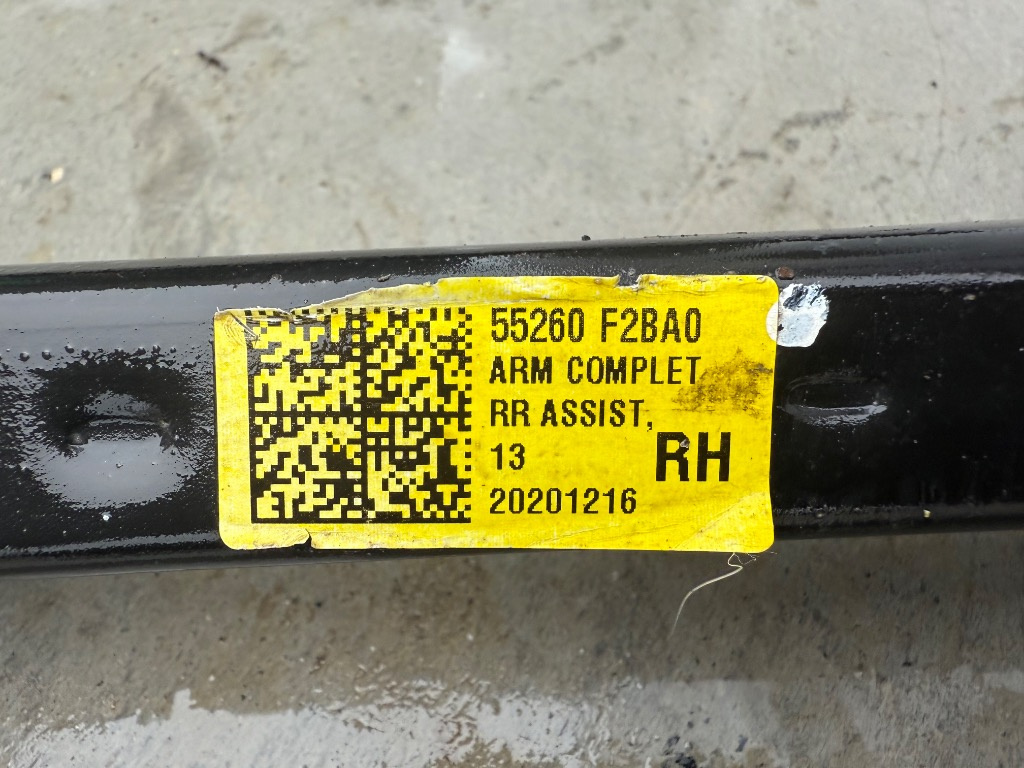 55260 F2BA0
ARM COMPLET
RR ASSIST,
13 RH
20201216